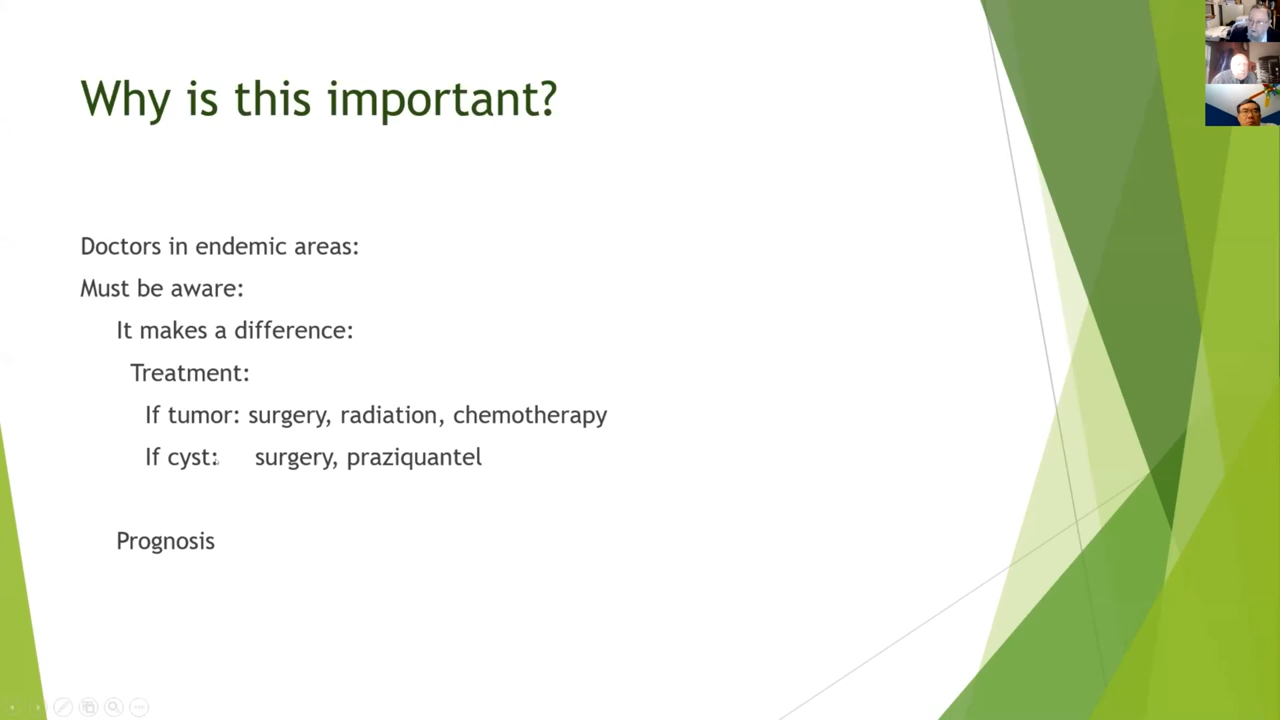 Why is this important?
Doctors in endemic areas:
Must be aware:
It makes a difference:
Treatment:
If tumor: surgery, radiation, chemotherapy
If cyst: surgery, praziquantel
Prognosis